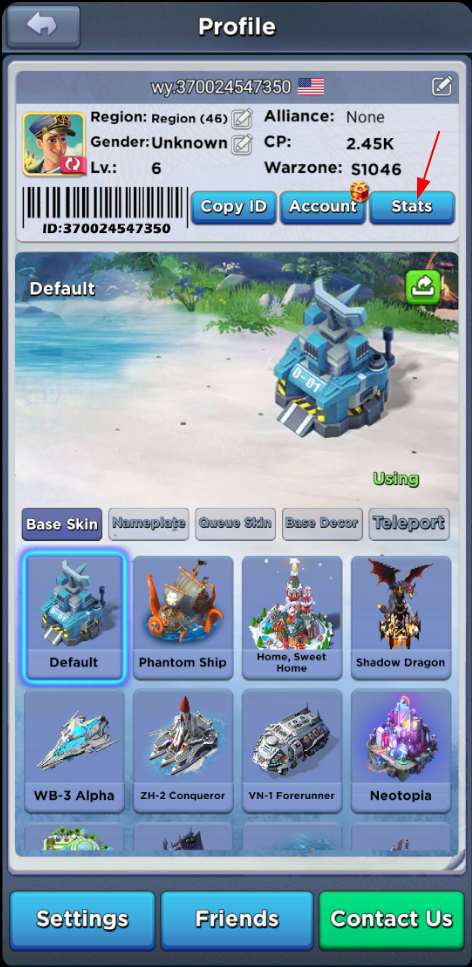 Profile
wy.370024547350
Region: Region (46)
Alliance: None
Gender: Unknown
CP: 2.45K
Lv.: 6
Warzone: S1046
ID:370024547350
Copy ID
Account
Stats
Default
B-01
Using
Base Skin
Nameplate
Queue Skin
Base Decor
Teleport
Default
Phantom Ship
Home, Sweet
Home
Shadow Dragon
WB-3 Alpha
ZH-2 Conqueror
VN-1 Forerunner
Neotopia
Settings
Friends
Contact Us